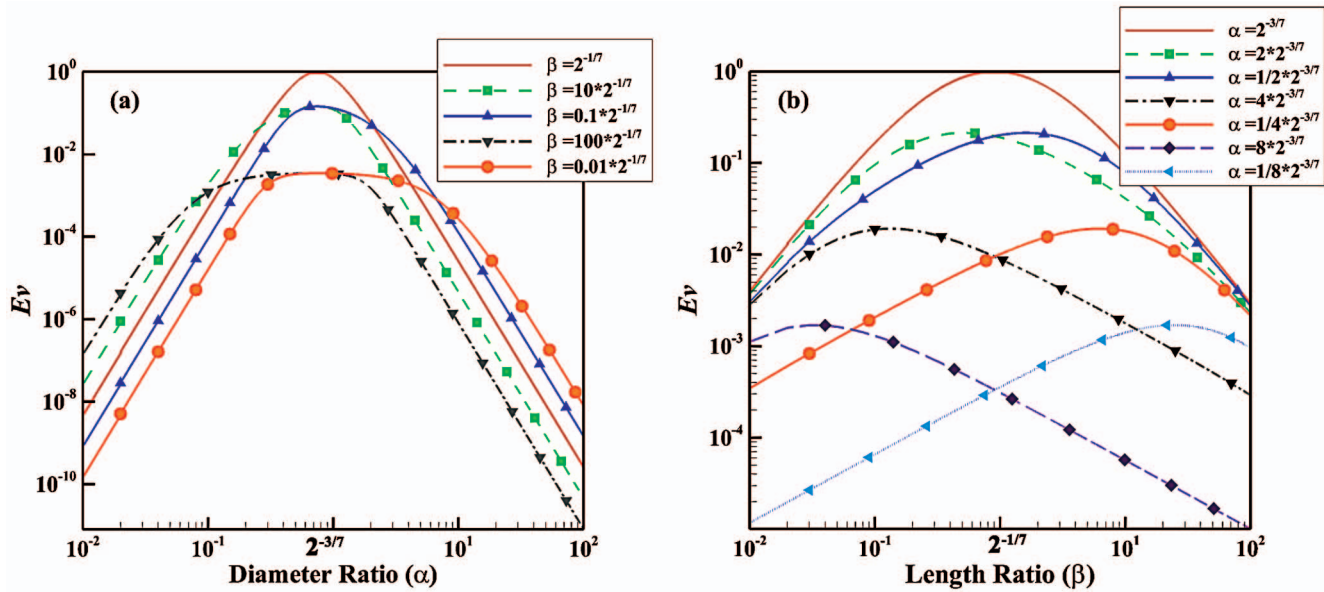 (a)
β =2^-1/7
β =10*2^-1/7
β =0.1*2^-1/7
β =100*2^-1/7
β =0.01*2^-1/7
10^0
10^-2
10^-4
10^-6
10^-8
10^-10
Ev
10^-2
10^-1
2^-3/7
10^1
10^2
Diameter Ratio (α)
(b)
α =2^-3/7
α =2*2^-3/7
α =1/2*2^-3/7
α =4*2^-3/7
α =1/4*2^-3/7
α =8*2^-3/7
α =1/8*2^-3/7
10^0
10^-1
10^-2
10^-3
10^-4
Ev
10^-2
10^-1
2^-1/7
10^1
10^2
Length Ratio (β)